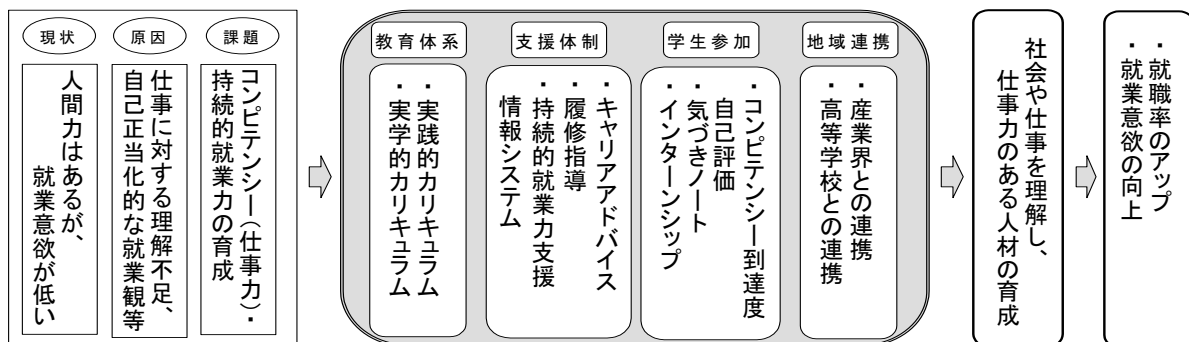 現状
人間力はあるが、
就業意欲が低い
原因
仕事に対する理解不足、
自己正当化的な就業観等
課題
コンピテンシー（仕事力）・
持続的就業力の育成
教育体系
・実践的カリキュラム
・実学的カリキュラム
支援体制
・キャリアアドバイス
・履修指導
・持続的就業力支援
情報システム
学生参加
・コンピテンシー到達度
自己評価
・気づきノート
・インターンシップ
地域連携
・産業界との連携
・高等学校との連携
社会や仕事を理解し、
仕事力のある人材の育成
・就職率のアップ
・就業意欲の向上